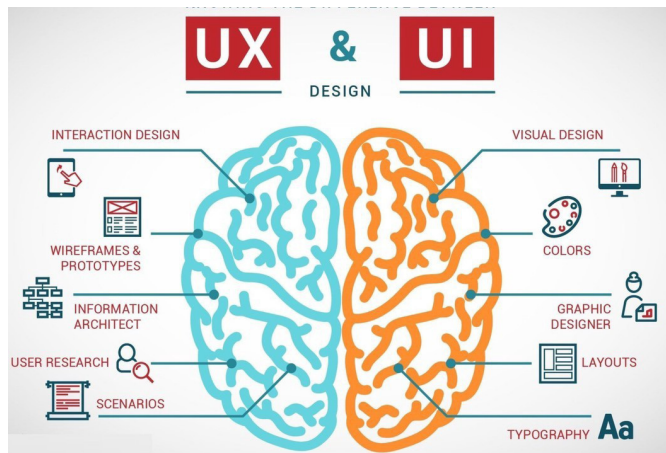 UX & UI
DESIGN
INTERACTION DESIGN
WIREFRAMES &
PROTOTYPES
INFORMATION
ARCHITECT
USER RESEARCH
SCENARIOS
VISUAL DESIGN
COLORS
GRAPHIC
DESIGNER
LAYOUTS
TYPOGRAPHY Aa